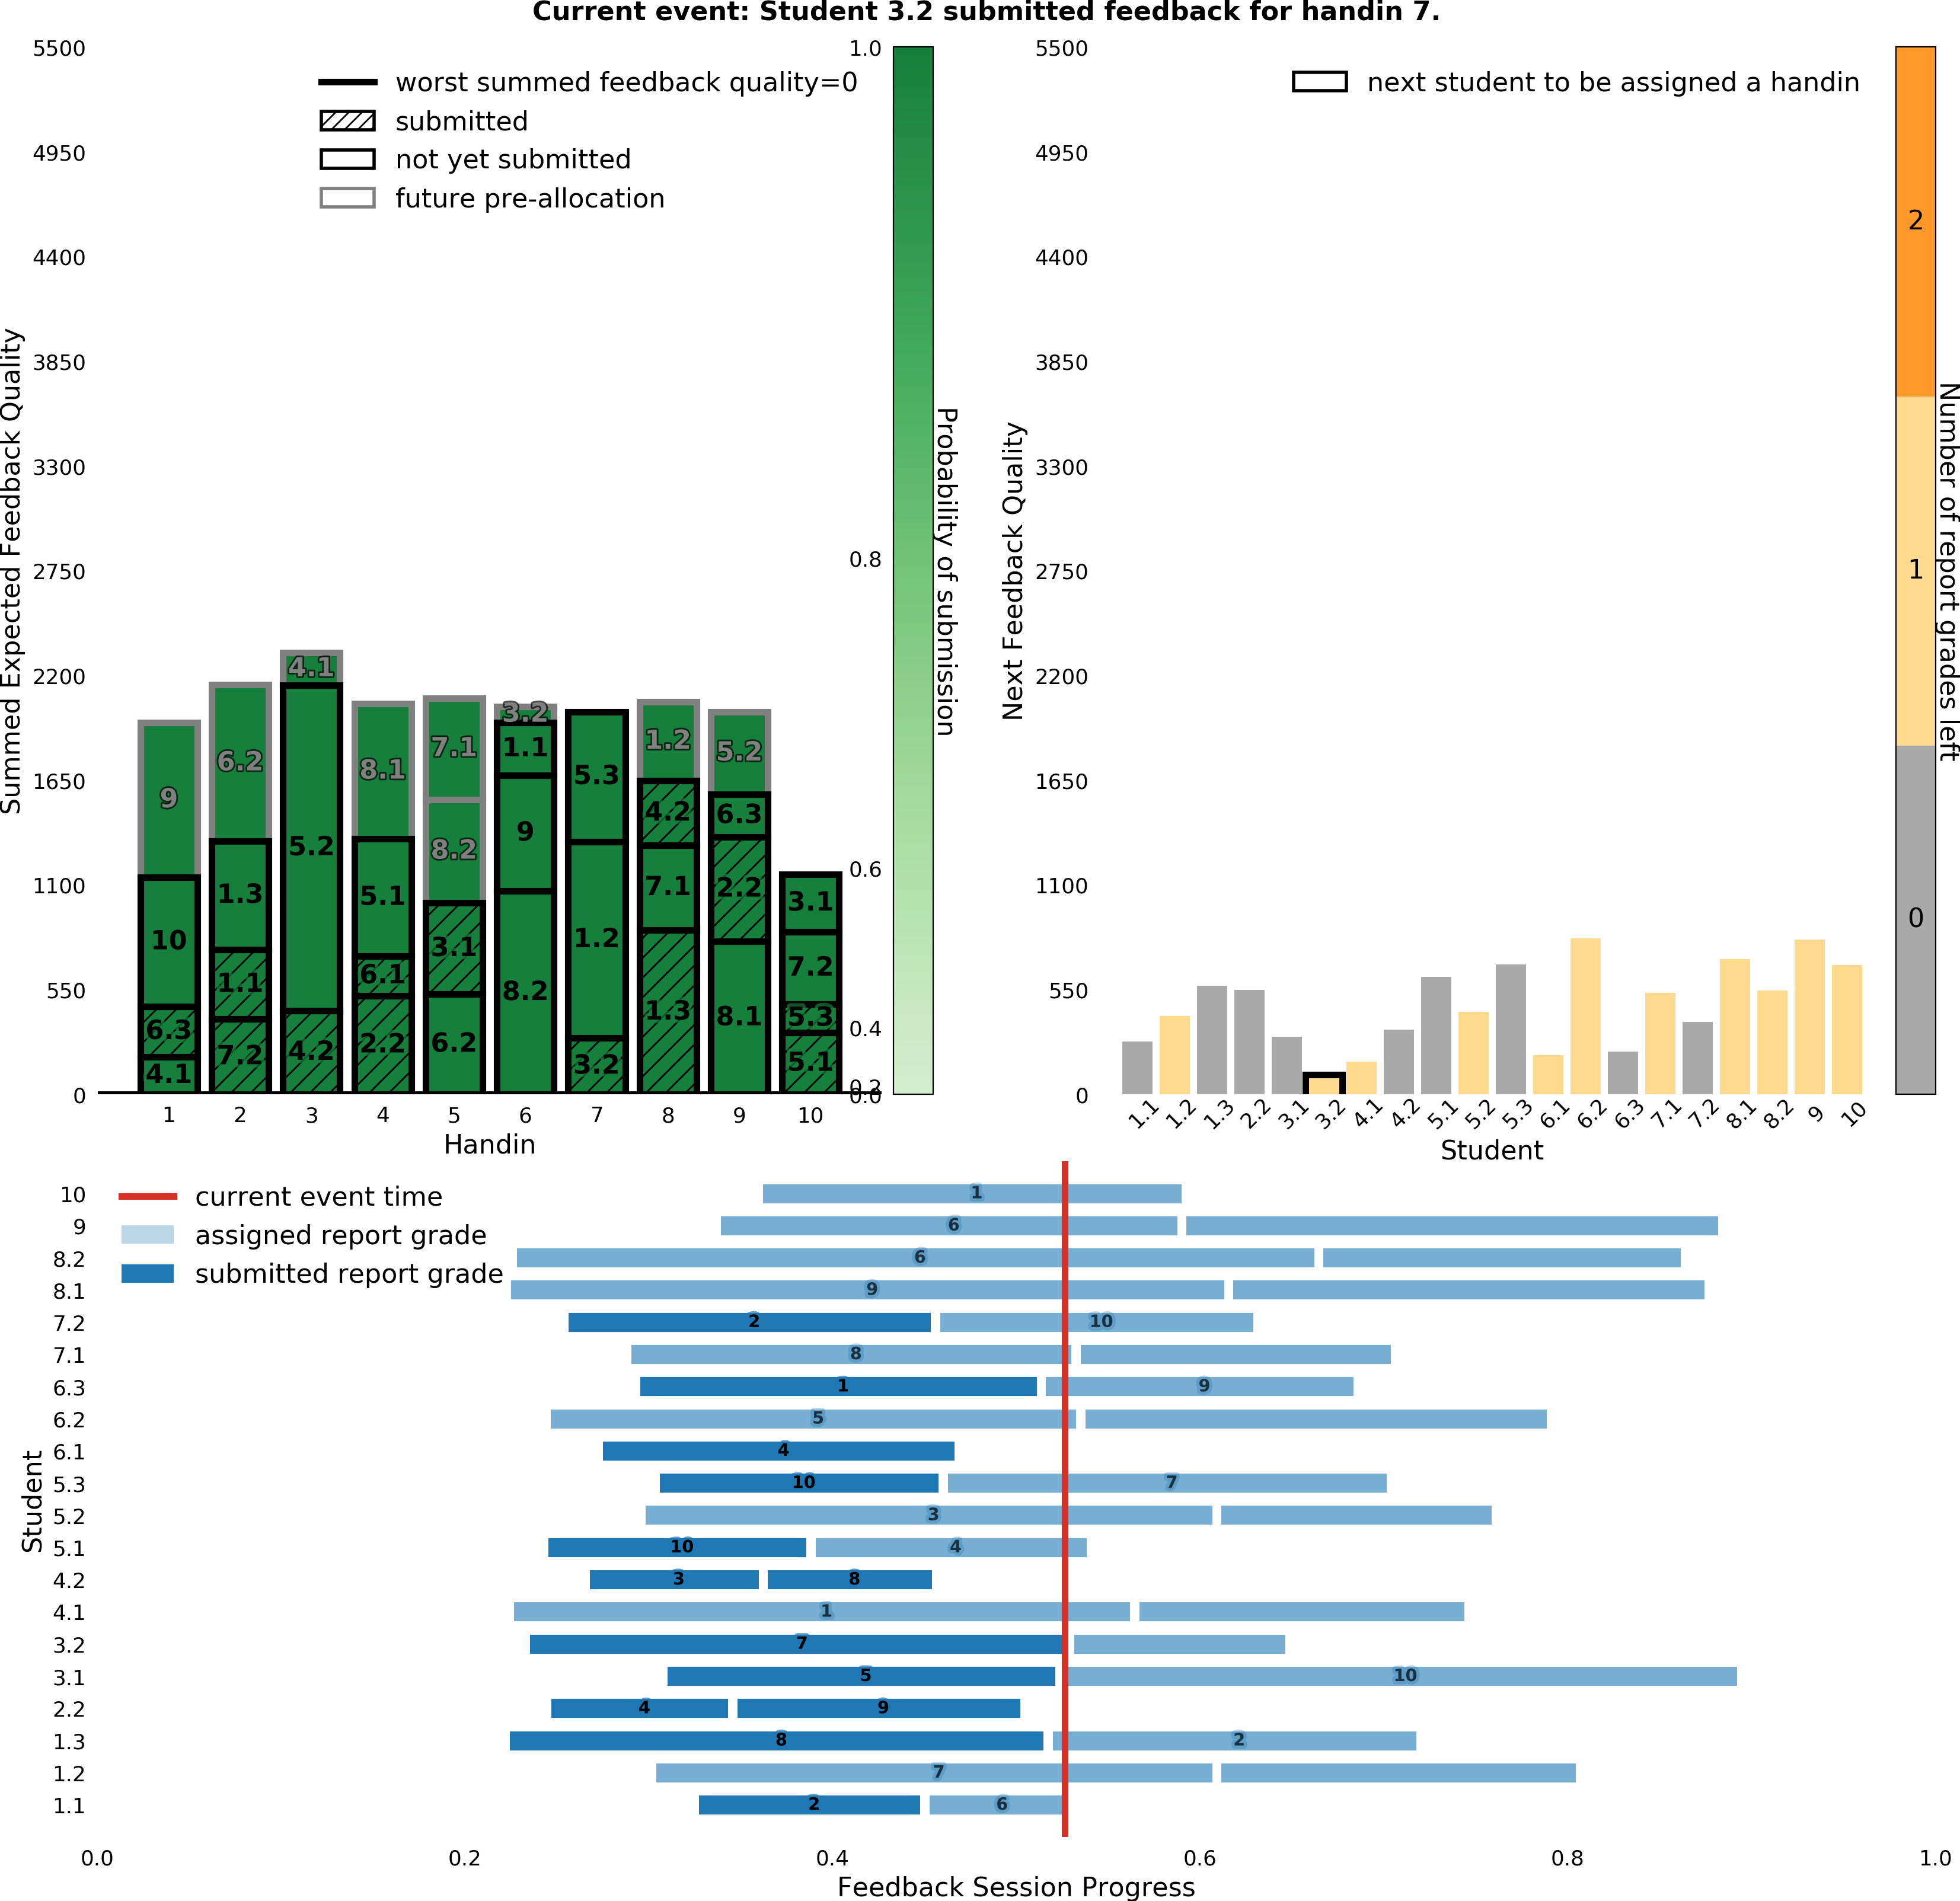 Current event: Student 3.2 submitted feedback for handin 7.
5500
4950
4400
3850
3300
2750
2200
1650
1100
550
0
Summed Expected Feedback Quality
worst summed feedback quality=0
submitted
not yet submitted
future pre-allocation
9
10
6.3
4.1
6.2
1.3
1.1
7.2
4.1
5.2
4.2
8.1
5.1
6.1
2.2
7.1
8.2
3.1
6.2
3.2
1.1
9
8.2
5.3
1.2
3.2
1.2
4.2
7.1
1.3
5.2
6.3
2.2
8.1
3.1
7.2
5.3
5.1
1 2 3 4 5 6 7 8 9 10
Handin
1.0
0.8
0.6
0.4
0.2
0.0
Probability of submission
5500
4950
4400
3850
3300
2750
2200
1650
1100
550
0
Next Feedback Quality
next student to be assigned a handin
1.1 1.2 1.3 2.2 3.1 3.2 4.1 4.2 5.1 5.2 5.3 6.1 6.2 6.3 7.1 7.2 8.1 8.2 9 10
Student
2
1
0
Number of report grades left
current event time
assigned report grade
submitted report grade
Student
10 1
9 6
8.2 6
8.1 9
7.2 2 10
7.1 8
6.3 1 9
6.2 5
6.1 4
5.3 10 7
5.2 3
5.1 10 4
4.2 3 8
4.1 1
3.2 7
3.1 5 10
2.2 4 9
1.3 8 2
1.2 7
1.1 2 6
0.0 0.2 0.4 0.6 0.8 1.0
Feedback Session Progress